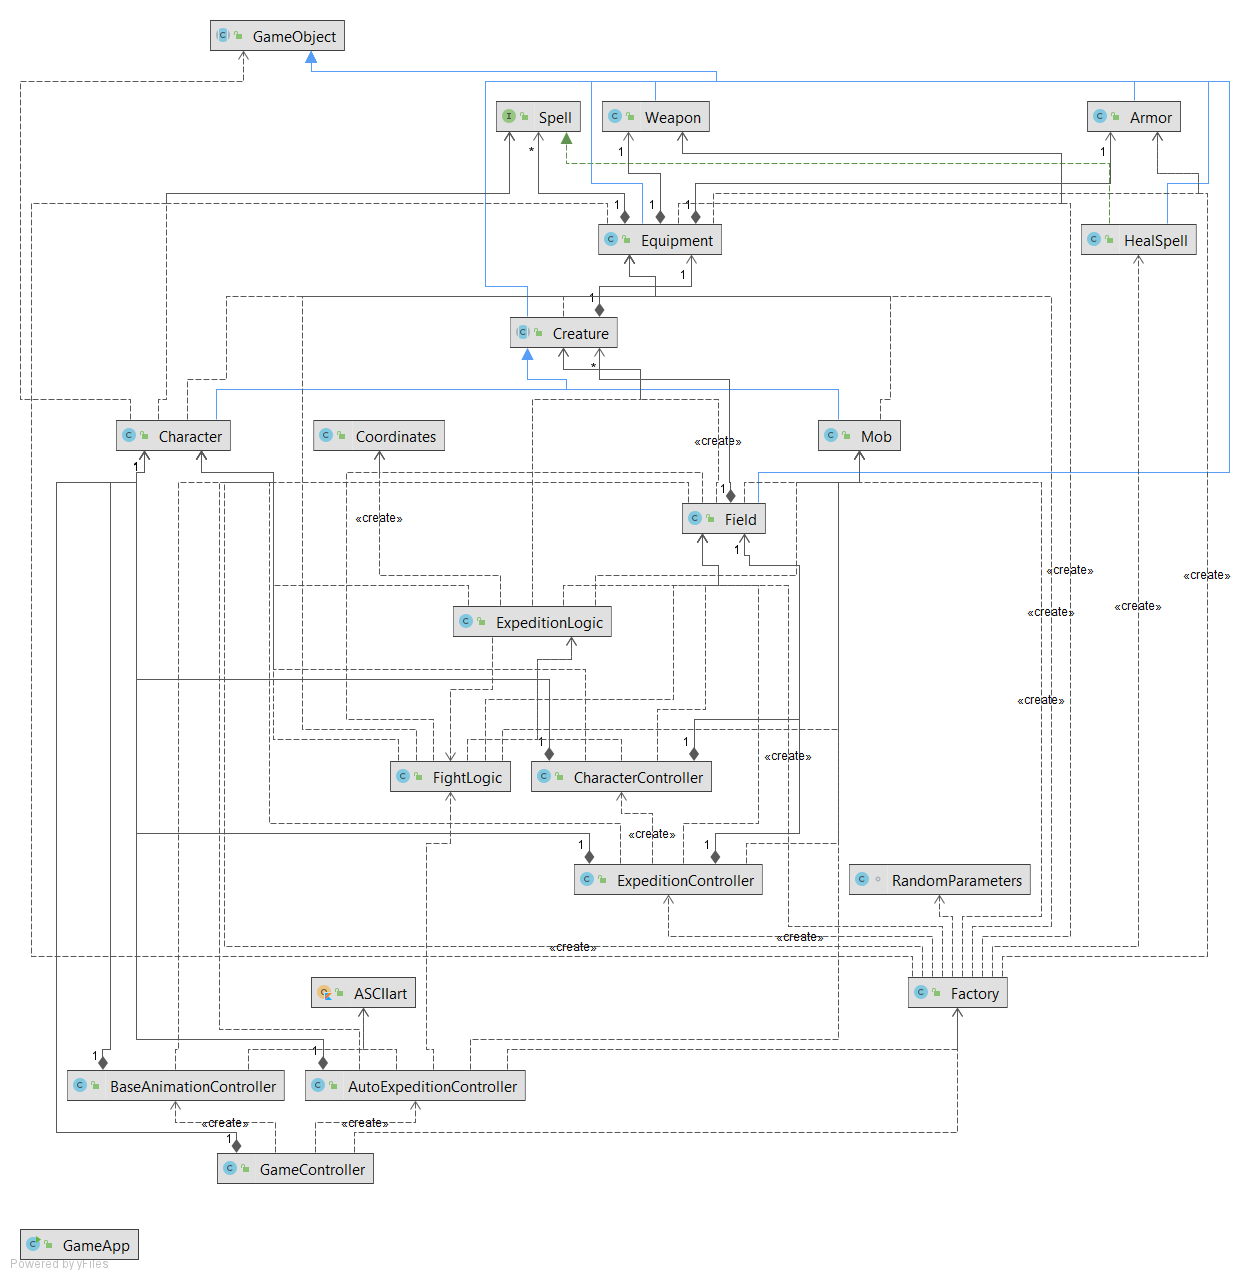 GameObject
Spell
Weapon
Armor
*
1
1
1
1
1
Equipment
HealSpell
1
1
Creature
*
Character
Coordinates
Mob
«create»
1
1
Field
«create»
1
«create»
«create»
«create»
«create»
ExpeditionLogic
«create»
1
1
«create»
FightLogic
CharacterController
1
«create»
1
ExpeditionController
RandomParameters
«create»
«create»
ASCIIart
Factory
1
1
BaseAnimationController
AutoExpeditionController
«create»
«create»
1
GameController
GameApp
Powered by yFiles